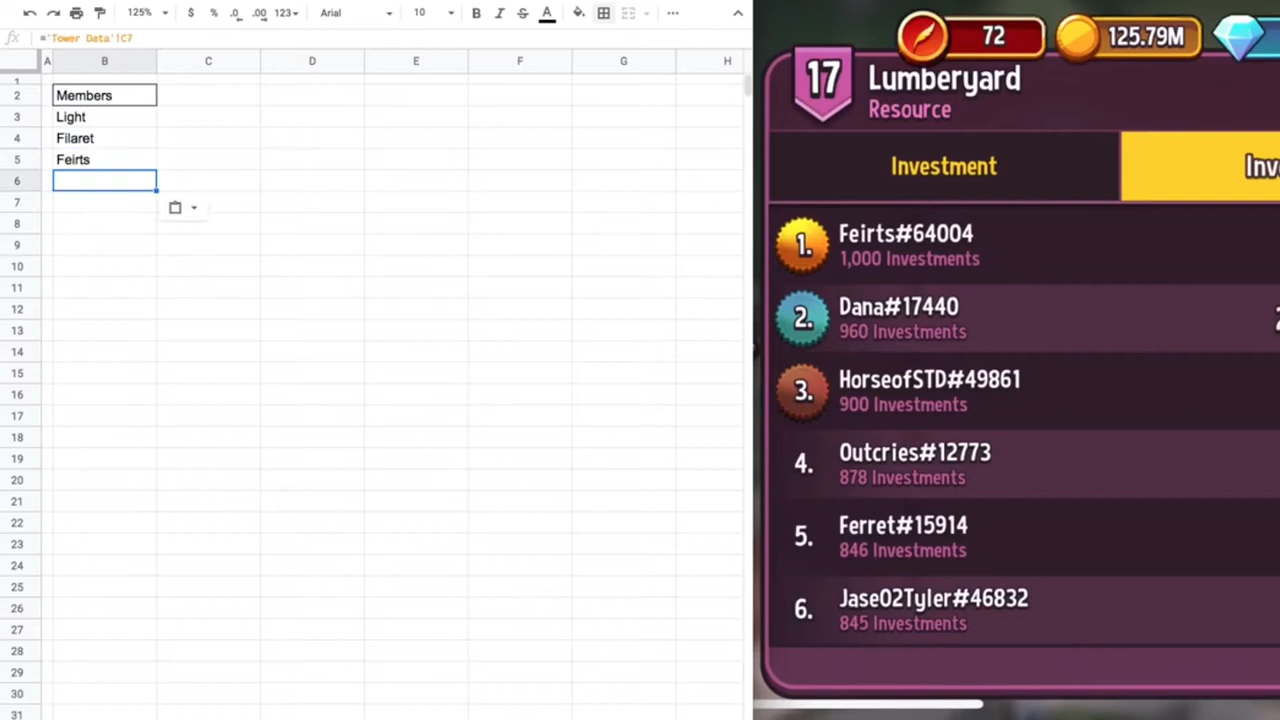 125%
$
%
.0
.00
123
Arial
10
B
I
S
A
fx
='Tower Data'!C7
A
B
C
D
E
F
G
H
1
2
Members
3
Light
4
Filaret
5
Feirts
6
7
8
9
10
11
12
13
14
15
16
17
18
19
20
21
22
23
24
25
26
27
28
29
30
31
72
125.79M
17
Lumberyard
Resource
Investment
Inv
1.
Feirts#64004
1,000 Investments
2.
Dana#17440
960 Investments
2
3.
HorseofSTD#49861
900 Investments
4.
Outcries#12773
878 Investments
5.
Ferret#15914
846 Investments
6.
Jase02Tyler#46832
845 Investments